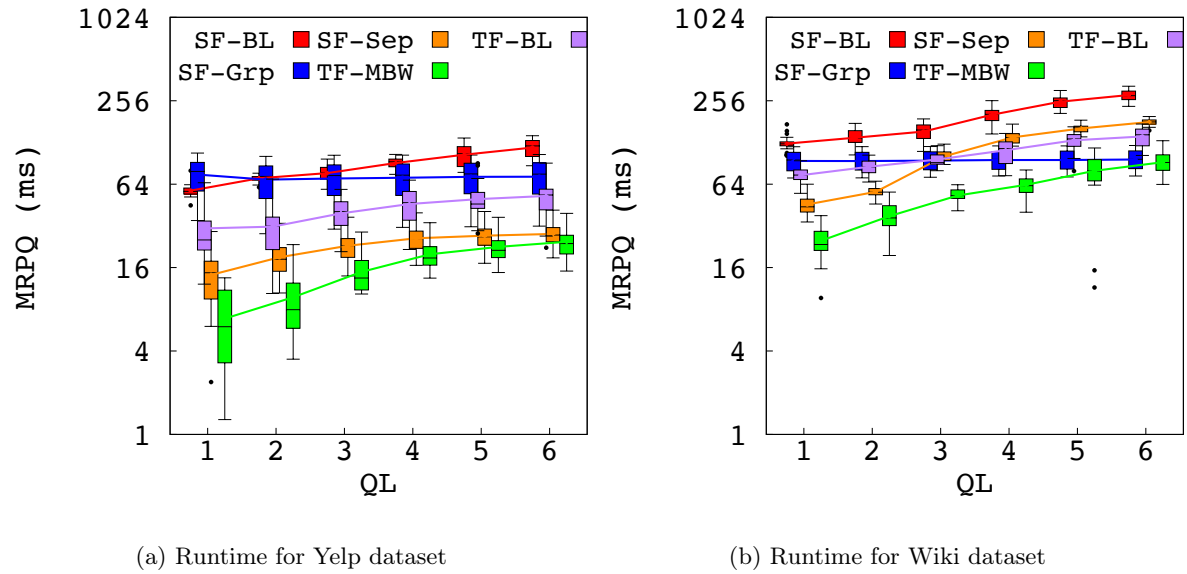 1024
256
64
16
4
1
MRPQ (ms)
SF-BL SF-Sep TF-BL
SF-Grp TF-MBW
1 2 3 4 5 6
QL
(a) Runtime for Yelp dataset
1024
256
64
16
4
1
MRPQ (ms)
SF-BL SF-Sep TF-BL
SF-Grp TF-MBW
1 2 3 4 5 6
QL
(b) Runtime for Wiki dataset